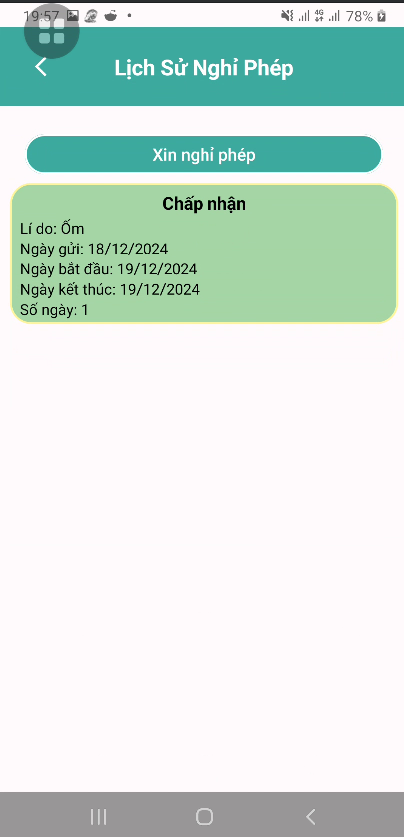 19:57 78%
Lịch Sử Nghỉ Phép
Xin nghỉ phép
Chấp nhận
Lí do: Ốm
Ngày gửi: 18/12/2024
Ngày bắt đầu: 19/12/2024
Ngày kết thúc: 19/12/2024
Số ngày: 1